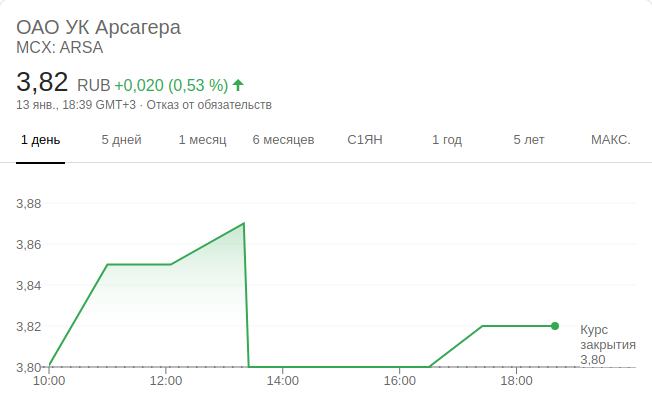 ОАО УК Арсагера
MCX: ARSA
3,82 RUB +0,020 (0,53 %)
13 янв., 18:39 GMT+3 · Отказ от обязательств
1 день 5 дней 1 месяц 6 месяцев С1ЯН 1 год 5 лет МАКС.
3,88
3,86
3,84
3,82
Курс
закрытия
3,80
3,80
10:00 12:00 14:00 16:00 18:00